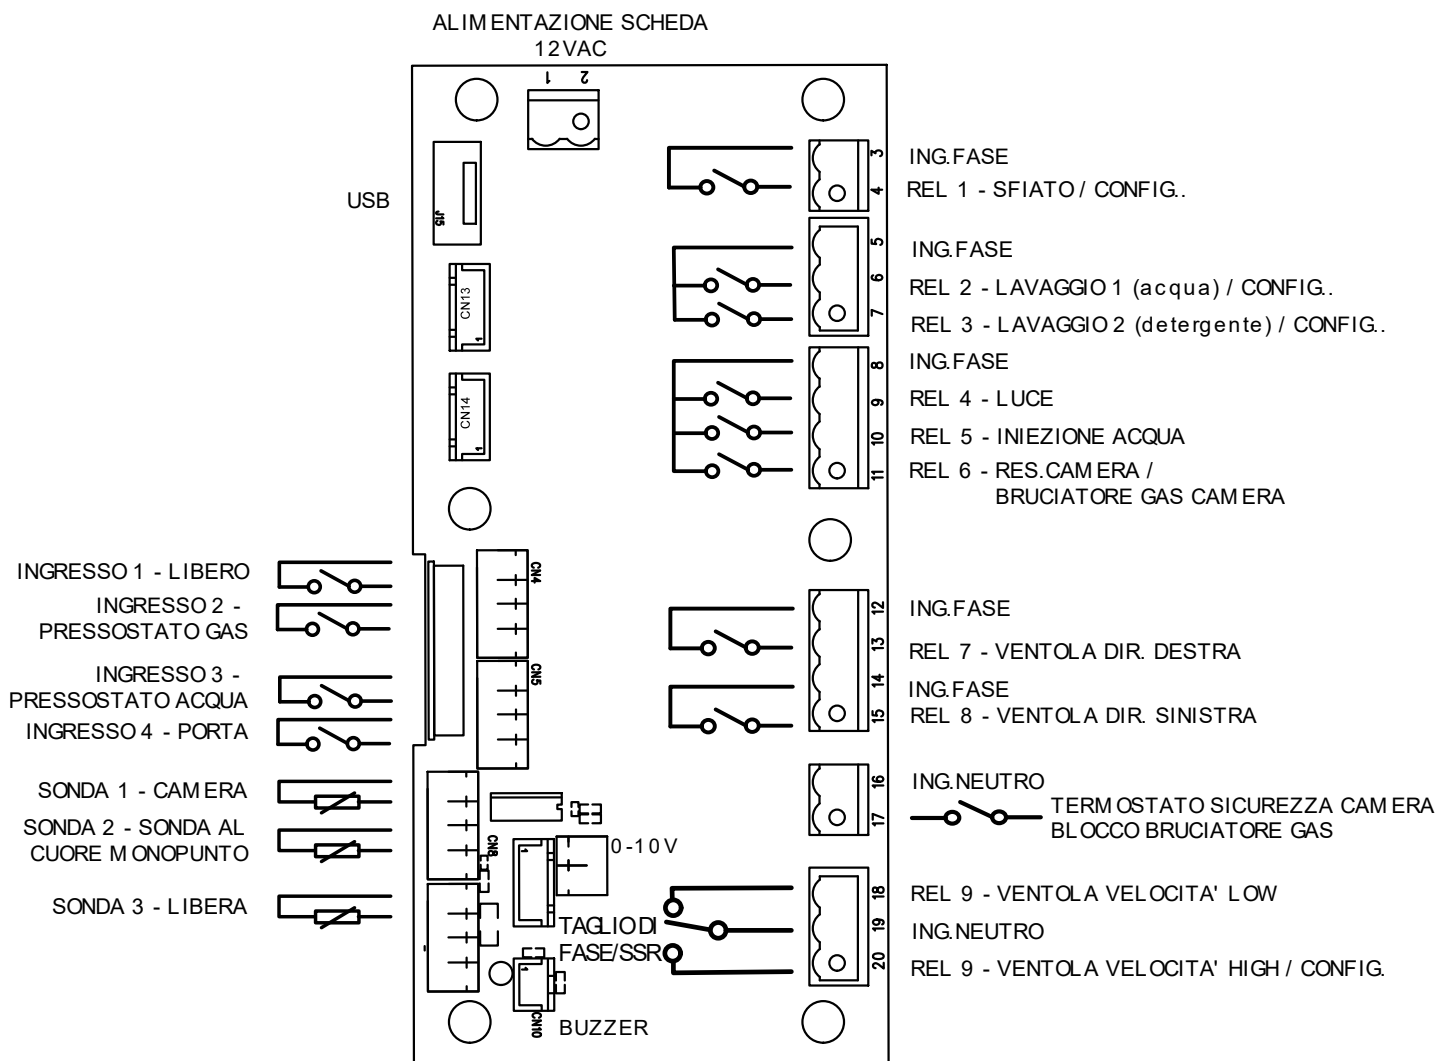 ALIMENTAZIONE SCHEDA
12VAC
1 2
USB
J15
CN13
1
CN14
1
3 ING.FASE
4 REL 1 - SFIATO / CONFIG..
5 ING.FASE
6 REL 2 - LAVAGGIO 1 (acqua) / CONFIG..
7 REL 3 - LAVAGGIO 2 (detergente) / CONFIG..
8 ING.FASE
9 REL 4 - LUCE
10 REL 5 - INIEZIONE ACQUA
11 REL 6 - RES.CAMERA /
BRUCIATORE GAS CAMERA
INGRESSO 1 - LIBERO
INGRESSO 2 -
PRESSOSTATO GAS
INGRESSO 3 -
PRESSOSTATO ACQUA
INGRESSO 4 - PORTA
SONDA 1 - CAMERA
SONDA 2 - SONDA AL
CUORE MONOPUNTO
SONDA 3 - LIBERA
CN4
CN5
CN8
12 ING.FASE
13 REL 7 - VENTOLA DIR. DESTRA
14 ING.FASE
15 REL 8 - VENTOLA DIR. SINISTRA
16 ING.NEUTRO
17 TERMOSTATO SICUREZZA CAMERA
BLOCCO BRUCIATORE GAS
0-10V
1
TAGLIO DI
FASE/SSR
18 REL 9 - VENTOLA VELOCITA' LOW
19 ING.NEUTRO
20 REL 9 - VENTOLA VELOCITA' HIGH / CONFIG.
1
CN10
BUZZER